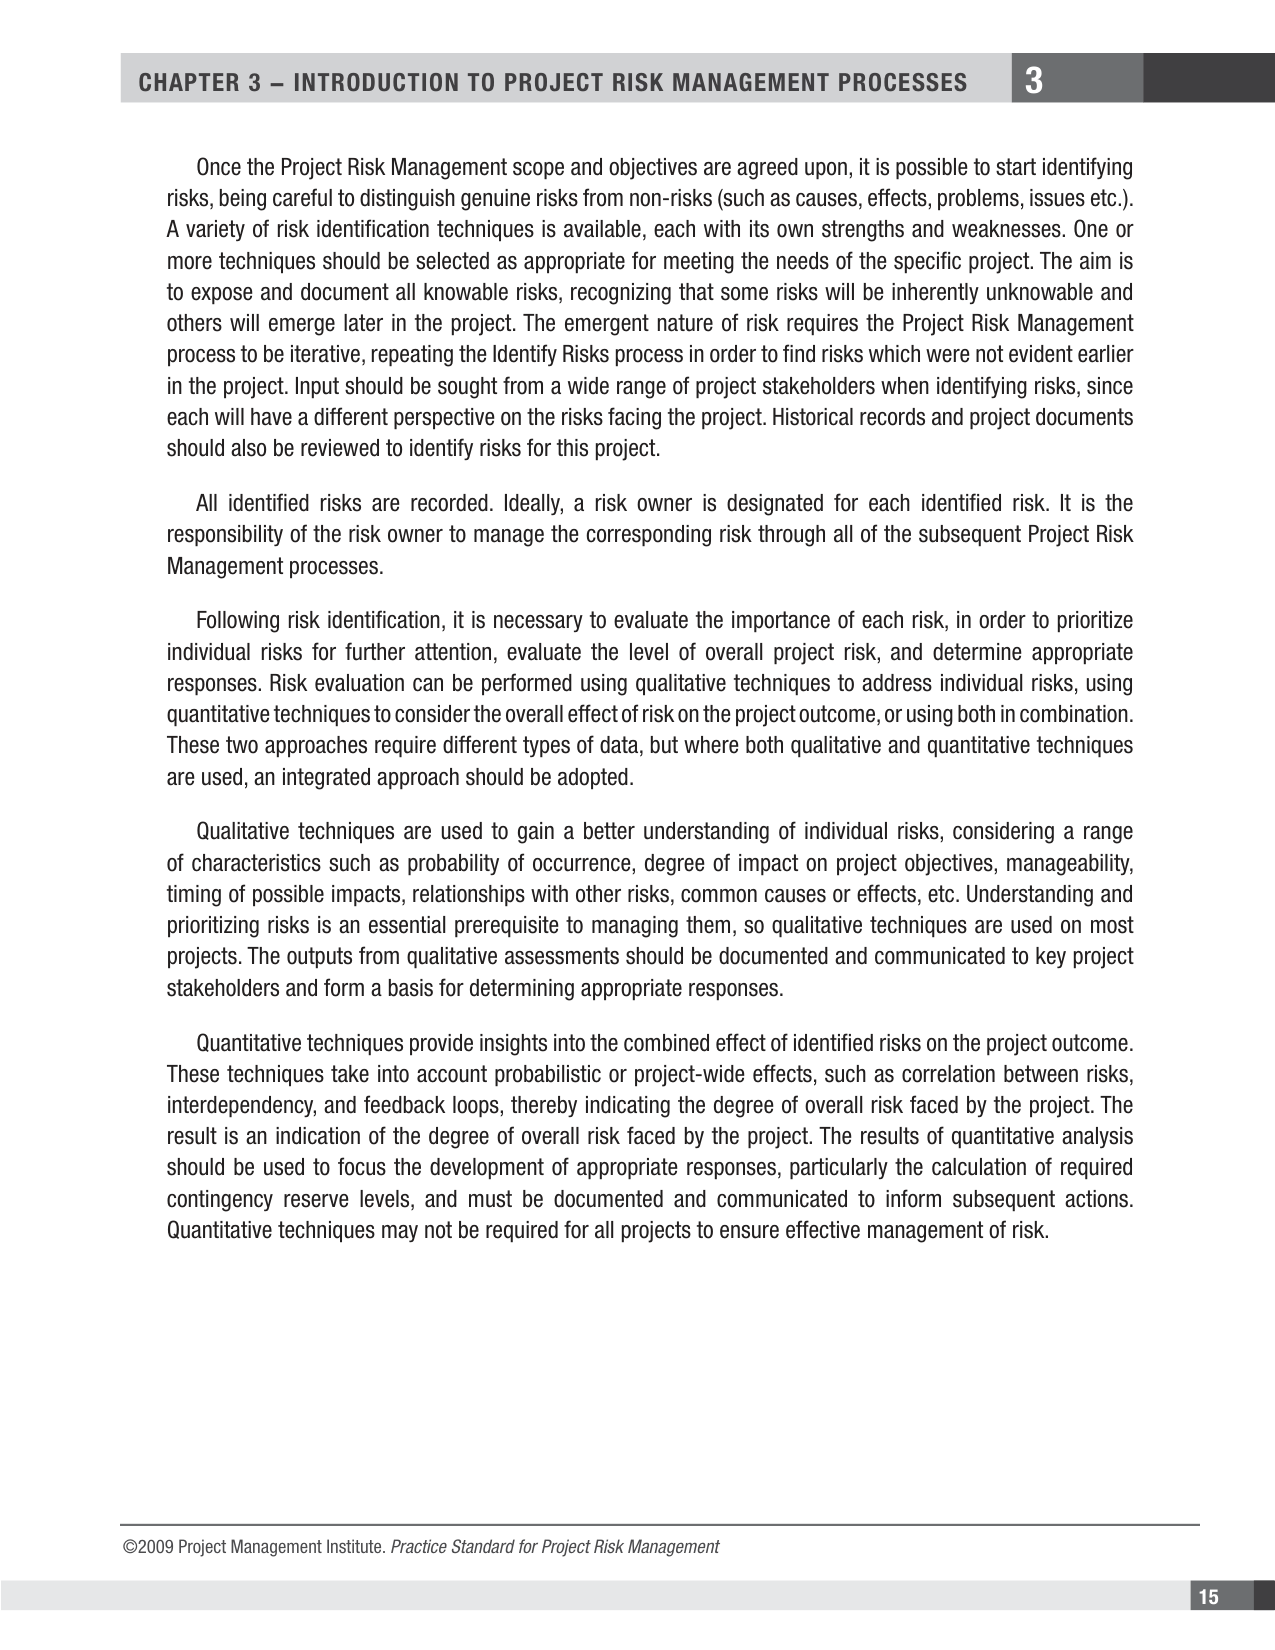 CHAPTER 3 – INTRODUCTION TO PROJECT RISK MANAGEMENT PROCESSES 3
Once the Project Risk Management scope and objectives are agreed upon, it is possible to start identifying
risks, being careful to distinguish genuine risks from non-risks (such as causes, effects, problems, issues etc.).
A variety of risk identification techniques is available, each with its own strengths and weaknesses. One or
more techniques should be selected as appropriate for meeting the needs of the specific project. The aim is
to expose and document all knowable risks, recognizing that some risks will be inherently unknowable and
others will emerge later in the project. The emergent nature of risk requires the Project Risk Management
process to be iterative, repeating the Identify Risks process in order to find risks which were not evident earlier
in the project. Input should be sought from a wide range of project stakeholders when identifying risks, since
each will have a different perspective on the risks facing the project. Historical records and project documents
should also be reviewed to identify risks for this project.
All identified risks are recorded. Ideally, a risk owner is designated for each identified risk. It is the
responsibility of the risk owner to manage the corresponding risk through all of the subsequent Project Risk
Management processes.
Following risk identification, it is necessary to evaluate the importance of each risk, in order to prioritize
individual risks for further attention, evaluate the level of overall project risk, and determine appropriate
responses. Risk evaluation can be performed using qualitative techniques to address individual risks, using
quantitative techniques to consider the overall effect of risk on the project outcome, or using both in combination.
These two approaches require different types of data, but where both qualitative and quantitative techniques
are used, an integrated approach should be adopted.
Qualitative techniques are used to gain a better understanding of individual risks, considering a range
of characteristics such as probability of occurrence, degree of impact on project objectives, manageability,
timing of possible impacts, relationships with other risks, common causes or effects, etc. Understanding and
prioritizing risks is an essential prerequisite to managing them, so qualitative techniques are used on most
projects. The outputs from qualitative assessments should be documented and communicated to key project
stakeholders and form a basis for determining appropriate responses.
Quantitative techniques provide insights into the combined effect of identified risks on the project outcome.
These techniques take into account probabilistic or project-wide effects, such as correlation between risks,
interdependency, and feedback loops, thereby indicating the degree of overall risk faced by the project. The
result is an indication of the degree of overall risk faced by the project. The results of quantitative analysis
should be used to focus the development of appropriate responses, particularly the calculation of required
contingency reserve levels, and must be documented and communicated to inform subsequent actions.
Quantitative techniques may not be required for all projects to ensure effective management of risk.
©2009 Project Management Institute. Practice Standard for Project Risk Management
15